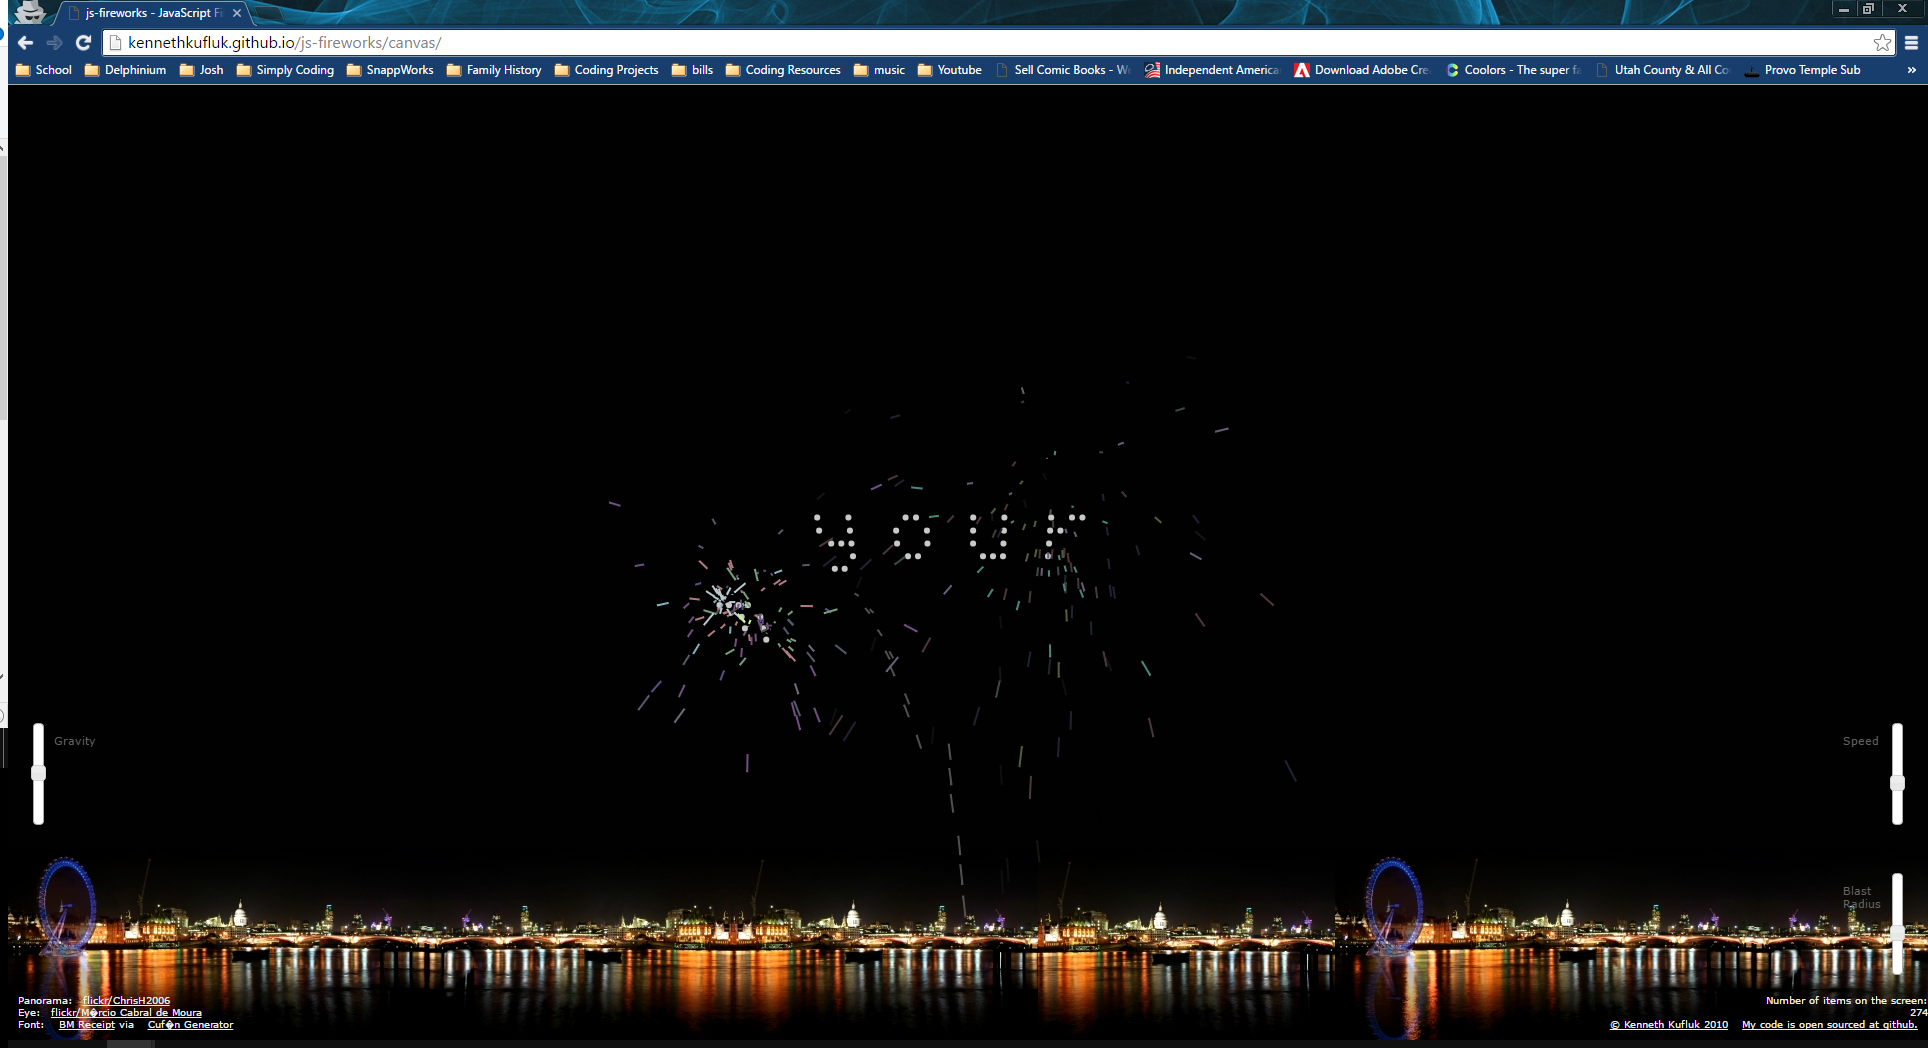 js-fireworks - JavaScript Fi
kennethkufluk.github.io/js-fireworks/canvas/
School Delphinium Josh Simply Coding SnappWorks Family History Coding Projects bills Coding Resources music Youtube Sell Comic Books - We Independent America Download Adobe Cre Coolors - The super fa Utah County & All Co Provo Temple Sub »
your
Gravity
Speed
Blast
Radius
Panorama: flickr/ChrisH2006
Eye: flickr/M�rcio Cabral de Moura
Font: BM Receipt via Cuf�n Generator
Number of items on the screen:
274
© Kenneth Kufluk 2010 My code is open sourced at github.